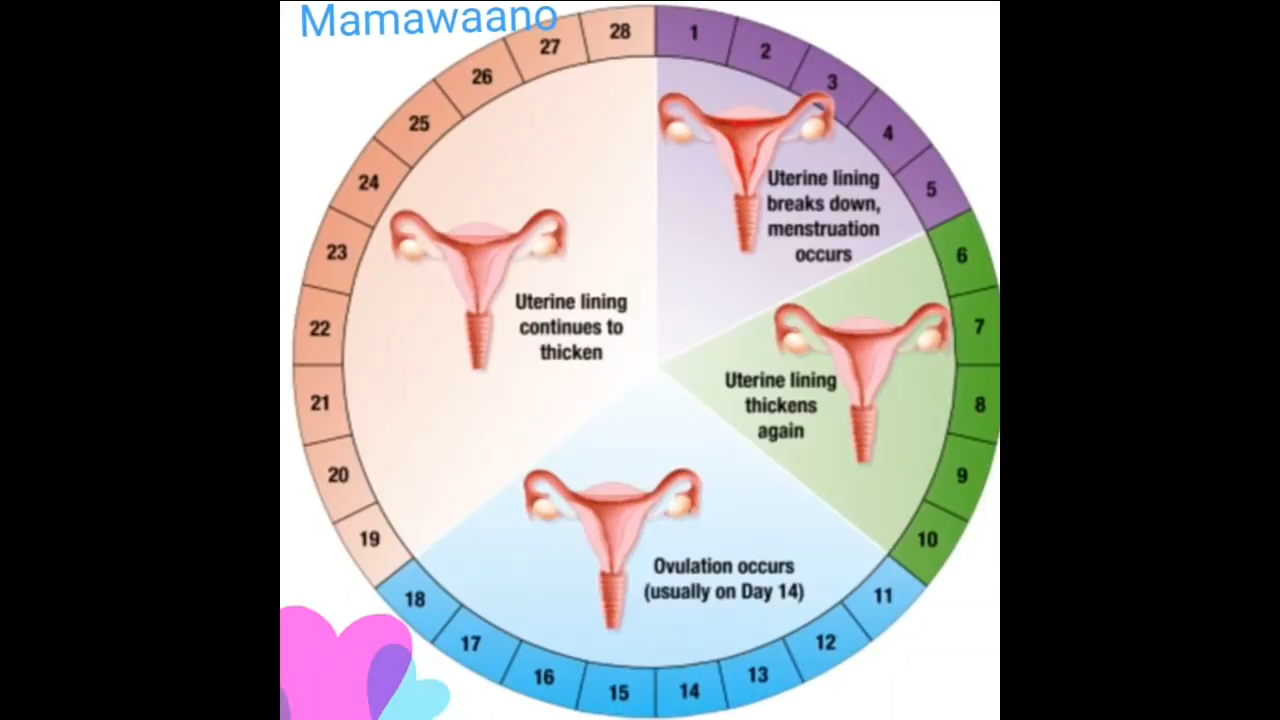 Mamawaano
1
2
3
4
5
6
7
8
9
10
11
12
13
14
15
16
17
18
19
20
21
22
23
24
25
26
27
28
Uterine lining
breaks down,
menstruation
occurs
Uterine lining
thickens
again
Ovulation occurs
(usually on Day 14)
Uterine lining
continues to
thicken